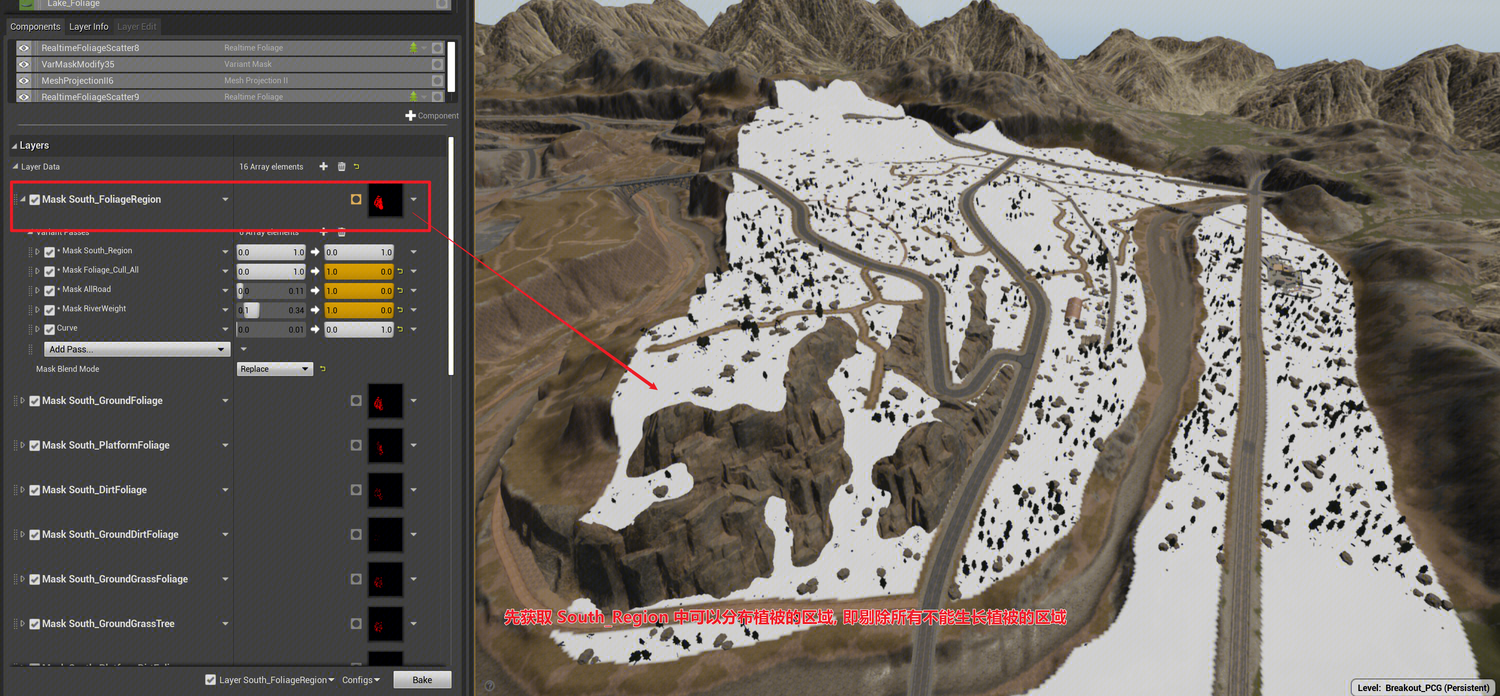 Lake_Foliage
Components Layer Info Layer Edit
RealtimeFoliageScatter8 Realtime Foliage
VarMaskModify35 Variant Mask
MeshProjectionII6 Mesh Projection II
RealtimeFoliageScatter9 Realtime Foliage
Component
Layers
Layer Data 16 Array elements
Mask South_FoliageRegion
Variant Passes 6 Array elements
* Mask South_Region 0.0 1.0 0.0 1.0
* Mask Foliage_Cull_All 0.0 1.0 1.0 0.0
* Mask AllRoad 0.0 0.11 1.0 0.0
* Mask RiverWeight 0.1 0.34 1.0 0.0
Curve 0.0 0.01 0.0 1.0
Add Pass...
Mask Blend Mode Replace
Mask South_GroundFoliage
Mask South_PlatformFoliage
Mask South_DirtFoliage
Mask South_GroundDirtFoliage
Mask South_GroundGrassFoliage
Mask South_GroundGrassTree
Layer South_FoliageRegion Configs Bake
先获取 South_Region 中可以分布植被的区域, 即剔除所有不能生长植被的区域
Level: Breakout_PCG (Persistent)